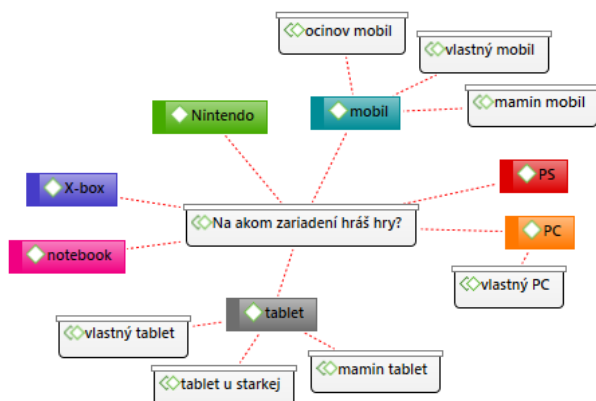 ocinov mobil
vlastný mobil
mamin mobil
mobil
Nintendo
PS
X-box
Na akom zariadení hráš hry?
PC
notebook
vlastný PC
tablet
vlastný tablet
mamin tablet
tablet u starkej